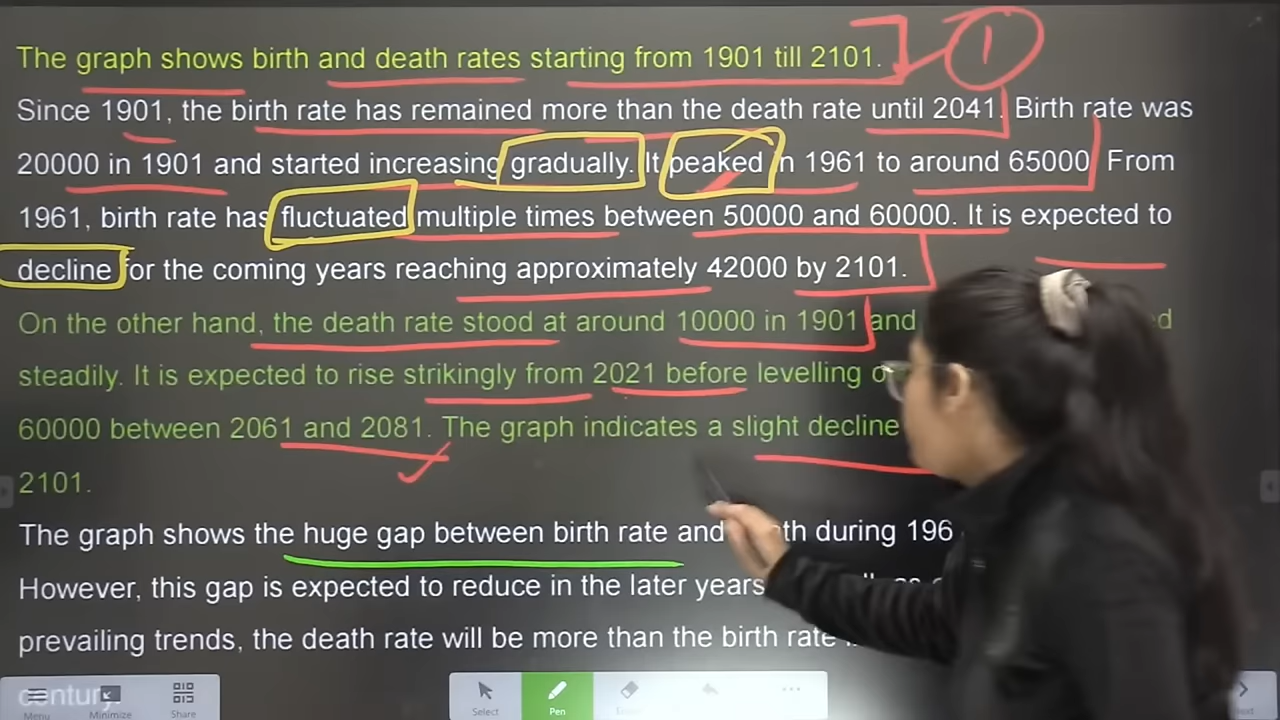 The graph shows birth and death rates starting from 1901 till 2101. 1
Since 1901, the birth rate has remained more than the death rate until 2041. Birth rate was
20000 in 1901 and started increasing gradually. It peaked in 1961 to around 65000. From
1961, birth rate has fluctuated multiple times between 50000 and 60000. It is expected to
decline for the coming years reaching approximately 42000 by 2101.
On the other hand, the death rate stood at around 10000 in 1901 and
steadily. It is expected to rise strikingly from 2021 before levelling
60000 between 2061 and 2081. The graph indicates a slight decline
2101.
The graph shows the huge gap between birth rate and during
However, this gap is expected to reduce in the later years
prevailing trends, the death rate will be more than the birth rate
century.
Menu Minimize Share Select Pen